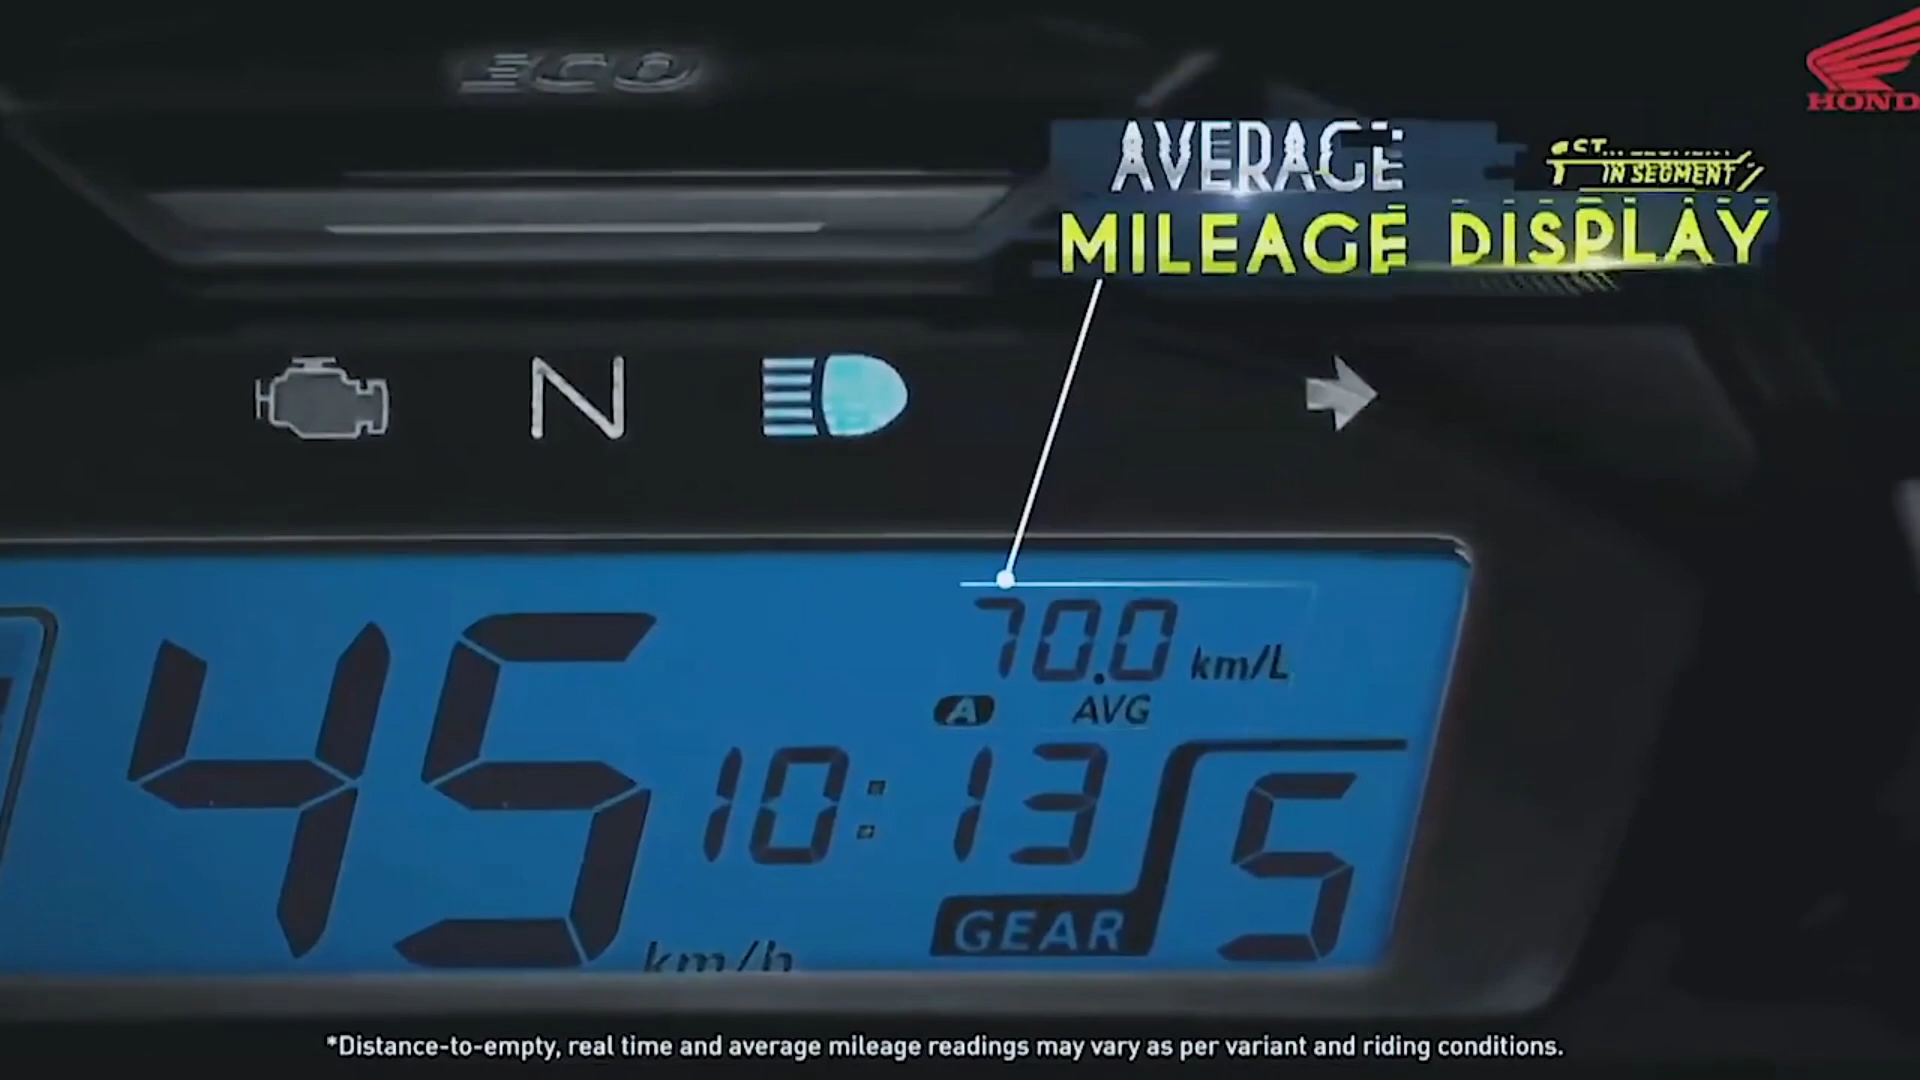 ECO
HOND
AVERAGE
IN SEGMENT
MILEAGE DISPLAY
N
70.0 km/L
A AVG
45 km/h
10:13
GEAR 5
*Distance-to-empty, real time and average mileage readings may vary as per variant and riding conditions.